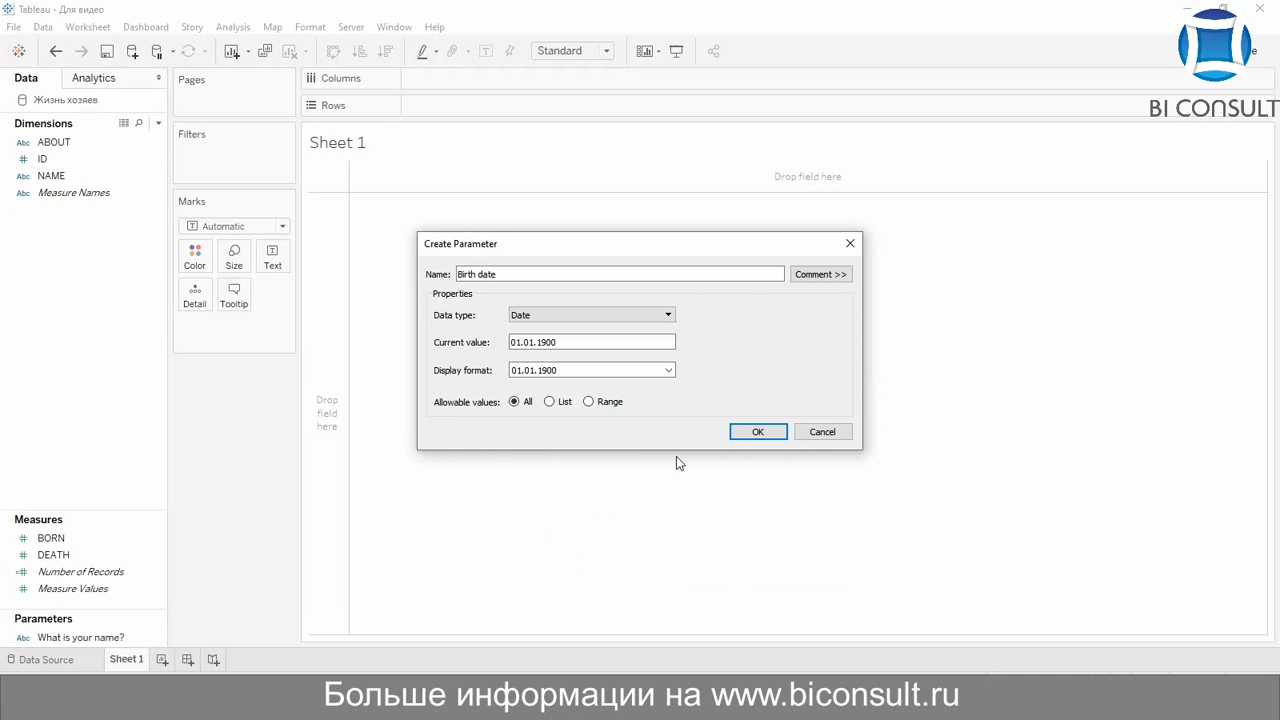 Tableau - Для видео
File Data Worksheet Dashboard Story Analysis Map Format Server Window Help
Standard
BI CONSULT
Data Analytics
Жизнь хозяев
Dimensions
Abc ABOUT
# ID
Abc NAME
Abc Measure Names
Pages
Filters
Marks
Automatic
Color Size Text
Detail Tooltip
Columns
Rows
Sheet 1
Drop field here
Drop
field
here
Create Parameter
Name: Birth date Comment >>
Properties
Data type: Date
Current value: 01.01.1900
Display format: 01.01.1900
Allowable values: All List Range
OK Cancel
Measures
# BORN
# DEATH
=# Number of Records
# Measure Values
Parameters
Abc What is your name?
Data Source Sheet 1
Больше информации на www.biconsult.ru